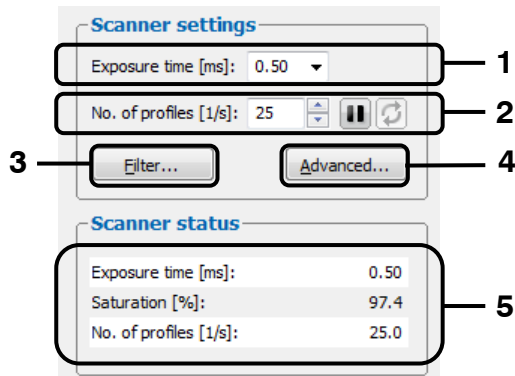 Scanner settings
Exposure time [ms]: 0.50 1
No. of profiles [1/s]: 25 2
3 Filter... Advanced... 4
Scanner status
Exposure time [ms]: 0.50
Saturation [%]: 97.4 5
No. of profiles [1/s]: 25.0